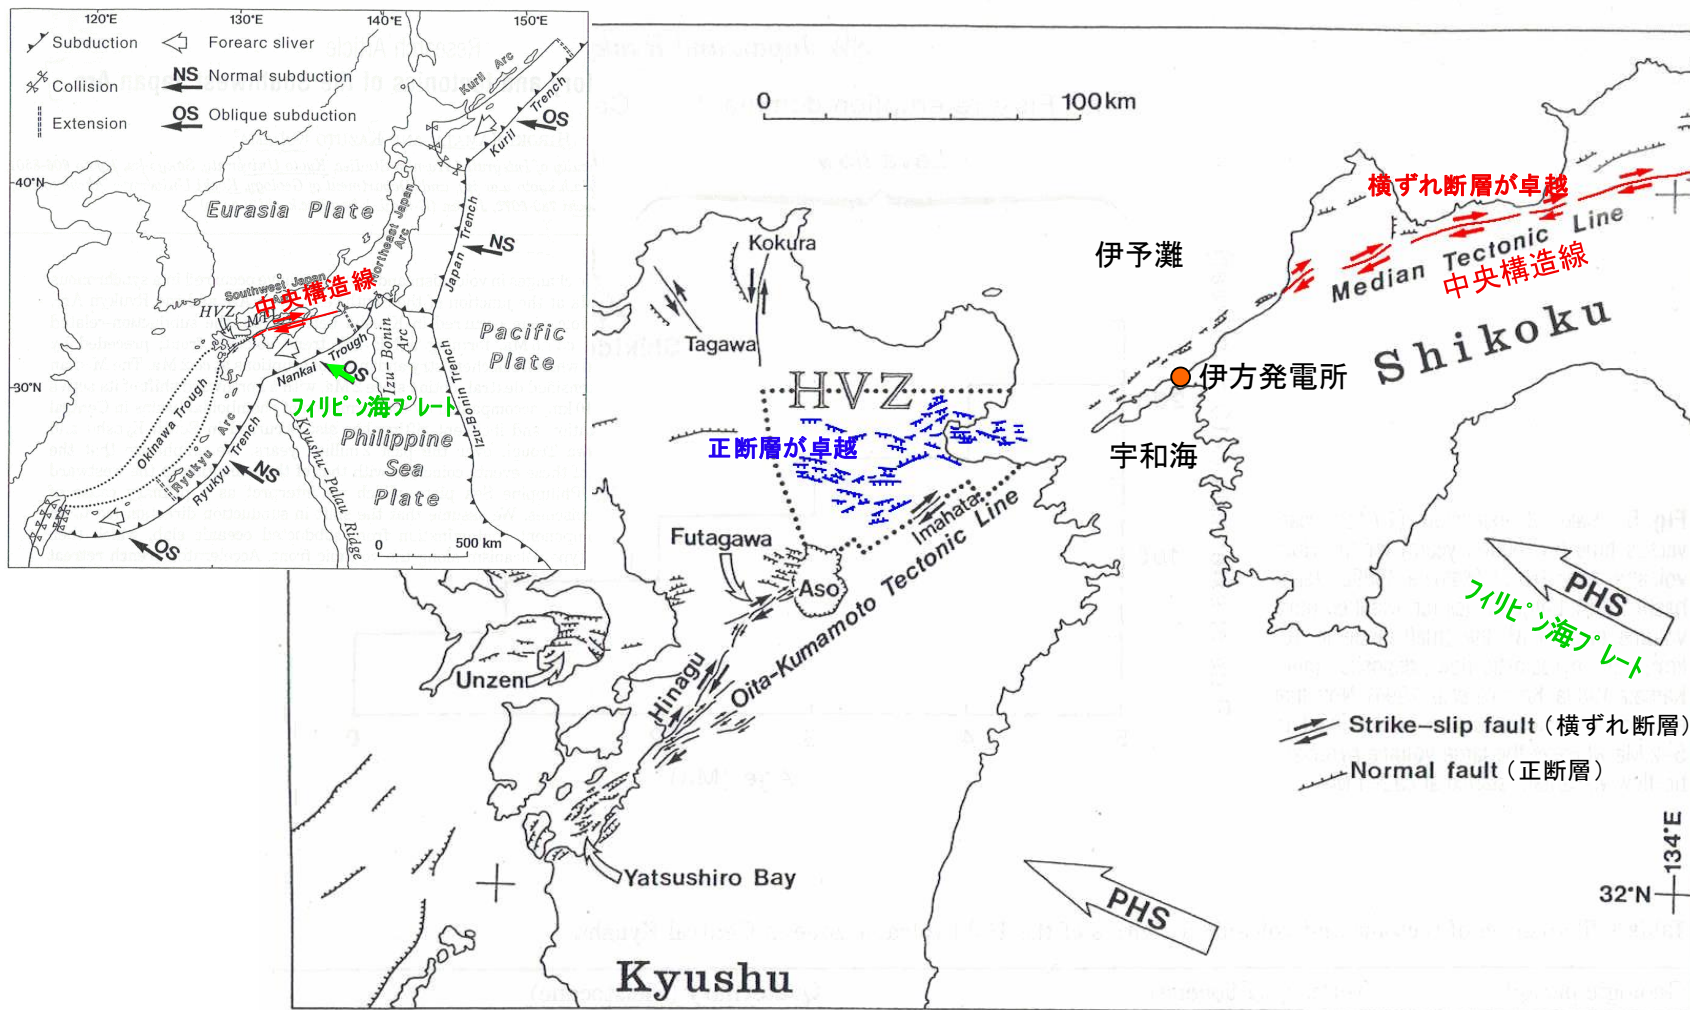 120°E
130°E
140°E
150°E
Subduction
Forearc sliver
Collision
NS Normal subduction
Extension
OS Oblique subduction
Kuril Arc
Kuril Trench
OS
40°N
Eurasia Plate
Northeast Japan Arc
Japan Trench
NS
Southwest Japan
中央構造線
HVZ
MTL
Pacific Plate
30°N
Nankai Trough
OS
Izu-Bonin Arc
Izu-Bonin Trench
フィリピン海プレート
Okinawa Trough
Ryukyu Arc
Ryukyu Trench
NS
Kyushu-Palau Ridge
Philippine Sea Plate
OS
0 500 km
0 100km
Kokura
Tagawa
伊予灘
横ずれ断層が卓越
Median Tectonic Line
中央構造線
Shikoku
HVZ
伊方発電所
正断層が卓越
宇和海
Imahata
Futagawa
Aso
Oita-Kumamoto Tectonic Line
PHS
フィリピン海プレート
Unzen
Hinagu
Strike-slip fault (横ずれ断層)
Normal fault (正断層)
Yatsushiro Bay
PHS
134°E
32°N
Kyushu